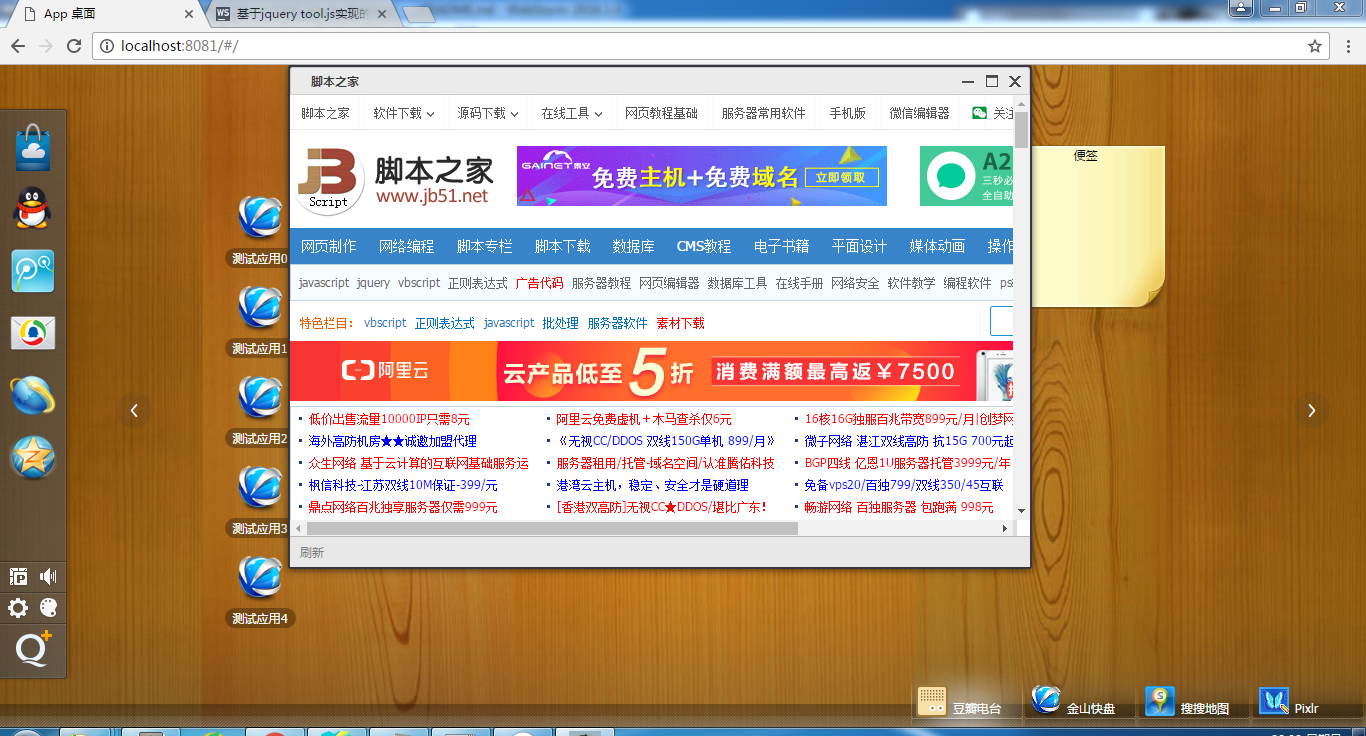 App 桌面
基于jquery tool.js实现的
localhost:8081/#/
脚本之家
脚本之家 软件下载 源码下载 在线工具 网页教程基础 服务器常用软件 手机版 微信编辑器 关注
Script
脚本之家
www.jb51.net
GAINET
免费主机+免费域名
立即领取
A2
三秒必
全自助
便签
网页制作 网络编程 脚本专栏 脚本下载 数据库 CMS教程 电子书籍 平面设计 媒体动画 操作
javascript jquery vbscript 正则表达式 广告代码 服务器教程 网页编辑器 数据库工具 在线手册 网络安全 软件教学 编程软件 ps
特色栏目： vbscript 正则表达式 javascript 批处理 服务器软件 素材下载
阿里云
云产品低至5折
消费满额最高返￥7500
低价出售流量10000IP只需8元 阿里云免费虚机＋木马查杀仅6元 16核16G独服百兆带宽899元/月|创梦网
海外高防机房★★诚邀加盟代理 《无视CC/DDOS 双线150G单机 899/月》 微子网络 湛江双线高防 抗15G 700元起
众生网络 基于云计算的互联网基础服务运 服务器租用/托管-域名空间/认准腾佑科技 BGP四线 亿恩1U服务器托管3999元/年
枫信科技-江苏双线10M保证-399/元 港湾云主机，稳定、安全才是硬道理 免备vps20/百独799/双线350/45互联
鼎点网络百兆独享服务器仅需999元 [香港双高防]无视CC★DDOS/堪比广东！ 畅游网络 百独服务器 包跑满 998元
刷新
测试应用0
测试应用1
测试应用2
测试应用3
测试应用4
豆瓣电台
金山快盘
搜搜地图
Pixlr